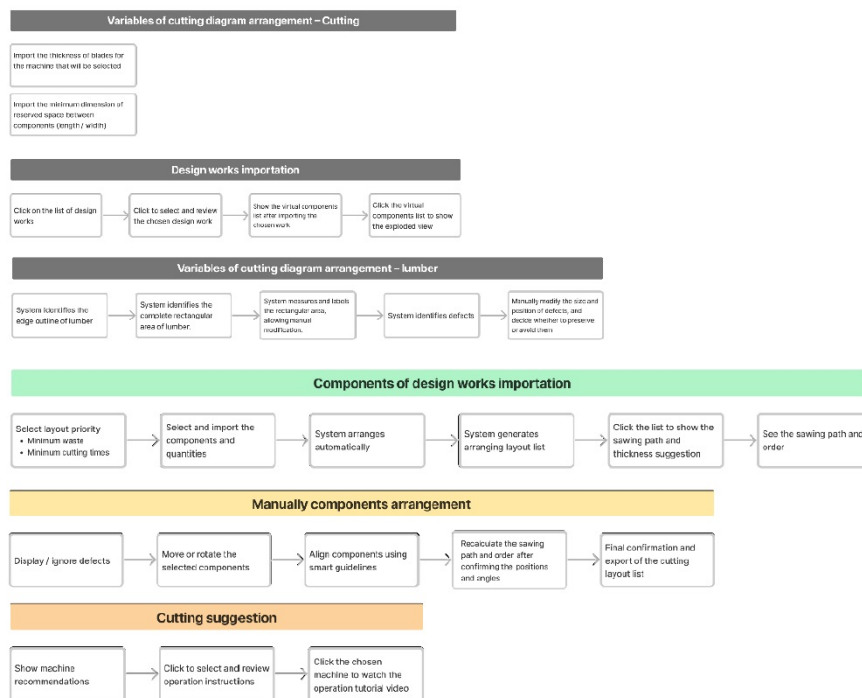 Variables of cutting diagram arrangement – Cutting
Import the thickness of blades for
the machine that will be selected
Import the minimum dimension of
reserved space between
components (length / width)
Design works importation
Click on the list of design
works
Click to select and review
the chosen design work
Show the virtual components
list after importing the
chosen work
Click the virtual
components list to show
the exploded view
Variables of cutting diagram arrangement – lumber
System identifies the
edge outline of lumber
System identifies the
complete rectangular
area of lumber.
System measures and labels
the rectangular area,
allowing manual
modification.
System identifies defects
Manually modify the size and
position of defects, and
decide whether to preserve
or avoid them
Components of design works importation
Select layout priority
• Minimum waste
• Minimum cutting times
Select and import the
components and
quantities
System arranges
automatically
System generates
arranging layout list
Click the list to show the
sawing path and
thickness suggestion
See the sawing path and
order
Manually components arrangement
Display / ignore defects
Move or rotate the
selected components
Align components using
smart guidelines
Recalculate the sawing
path and order after
confirming the positions
and angles
Final confirmation and
export of the cutting
layout list
Cutting suggestion
Show machine
recommendations
Click to select and review
operation instructions
Click the chosen
machine to watch the
operation tutorial video